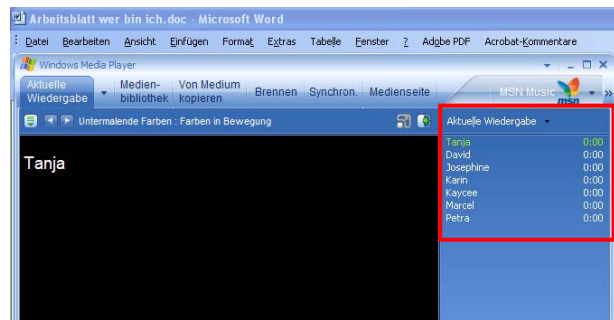 Arbeitsblatt wer bin ich.doc - Microsoft Word
Datei Bearbeiten Ansicht Einfügen Format Extras Tabelle Fenster ? Adobe PDF Acrobat-Kommentare
Windows Media Player
Aktuelle Wiedergabe
Medien-bibliothek
Von Medium kopieren
Brennen
Synchron.
Medienseite
MSN Music
msn
Untermalende Farben : Farben in Bewegung
Aktuelle Wiedergabe
Tanja
Tanja 0:00
David 0:00
Josephine 0:00
Karin 0:00
Kaycee 0:00
Marcel 0:00
Petra 0:00